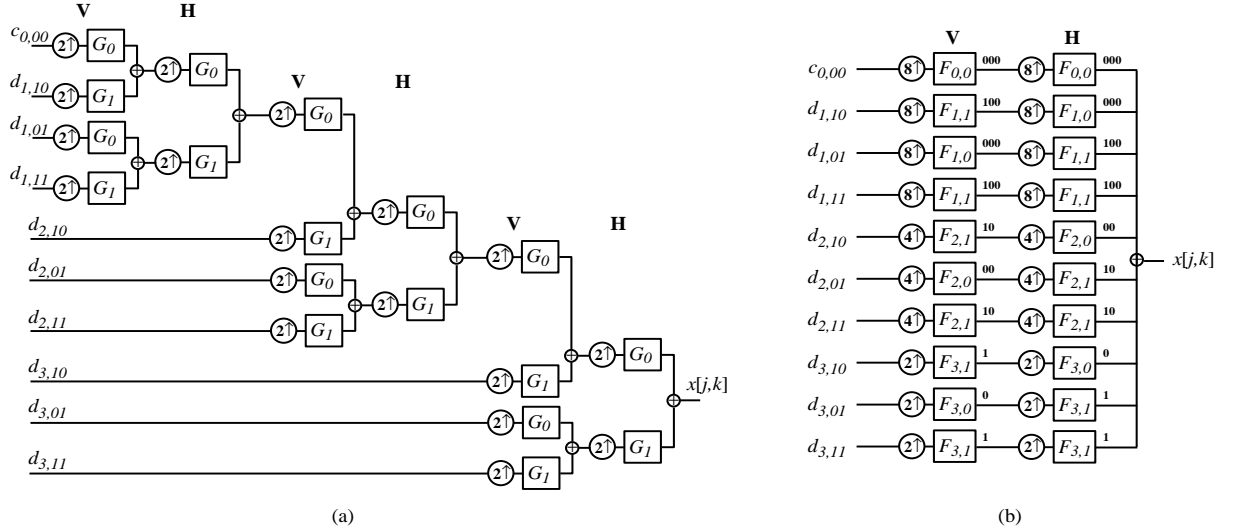 V H
c0,00 2↑ G0
2↑ G0
d1,10 2↑ G1
V H
2↑ G0
d1,01 2↑ G0
2↑ G1
d1,11 2↑ G1
2↑ G0
V H
d2,10 2↑ G1
2↑ G0
d2,01 2↑ G0
2↑ G1
d2,11 2↑ G1
2↑ G0
d3,10 2↑ G1
x[j,k]
d3,01 2↑ G0
2↑ G1
d3,11 2↑ G1
(a)
V H
c0,00 8↑ F0,0 000 8↑ F0,0 000
d1,10 8↑ F1,1 100 8↑ F1,0 000
d1,01 8↑ F1,0 000 8↑ F1,1 100
d1,11 8↑ F1,1 100 8↑ F1,1 100
d2,10 4↑ F2,1 10 4↑ F2,0 00
x[j,k]
d2,01 4↑ F2,0 00 4↑ F2,1 10
d2,11 4↑ F2,1 10 4↑ F2,1 10
d3,10 2↑ F3,1 1 2↑ F3,0 0
d3,01 2↑ F3,0 0 2↑ F3,1 1
d3,11 2↑ F3,1 1 2↑ F3,1 1
(b)